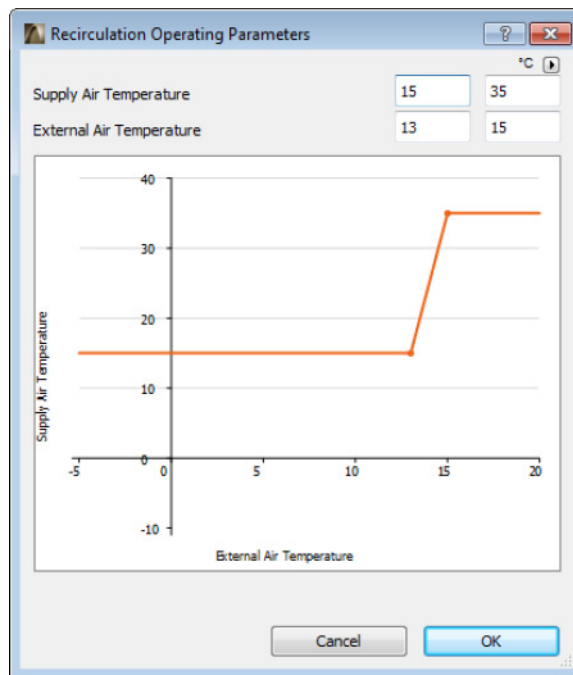 Recirculation Operating Parameters
?
°C
Supply Air Temperature 15 35
External Air Temperature 13 15
40
30
20
10
0
-10
-5 0 5 10 15 20
Supply Air Temperature
External Air Temperature
Cancel OK